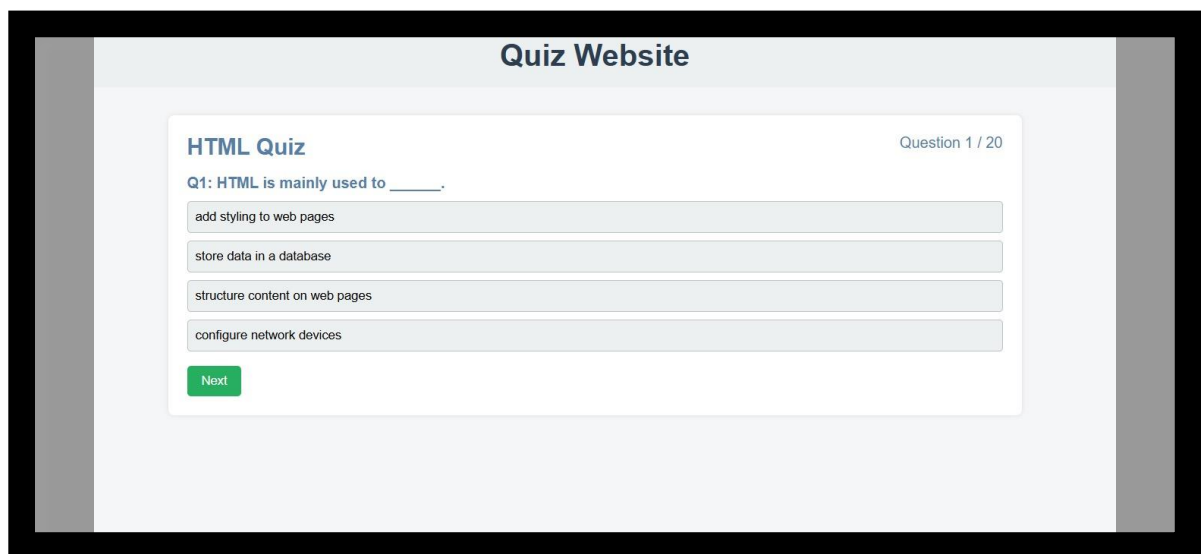 Quiz Website
HTML Quiz
Question 1 / 20
Q1: HTML is mainly used to ______.
add styling to web pages
store data in a database
structure content on web pages
configure network devices
Next